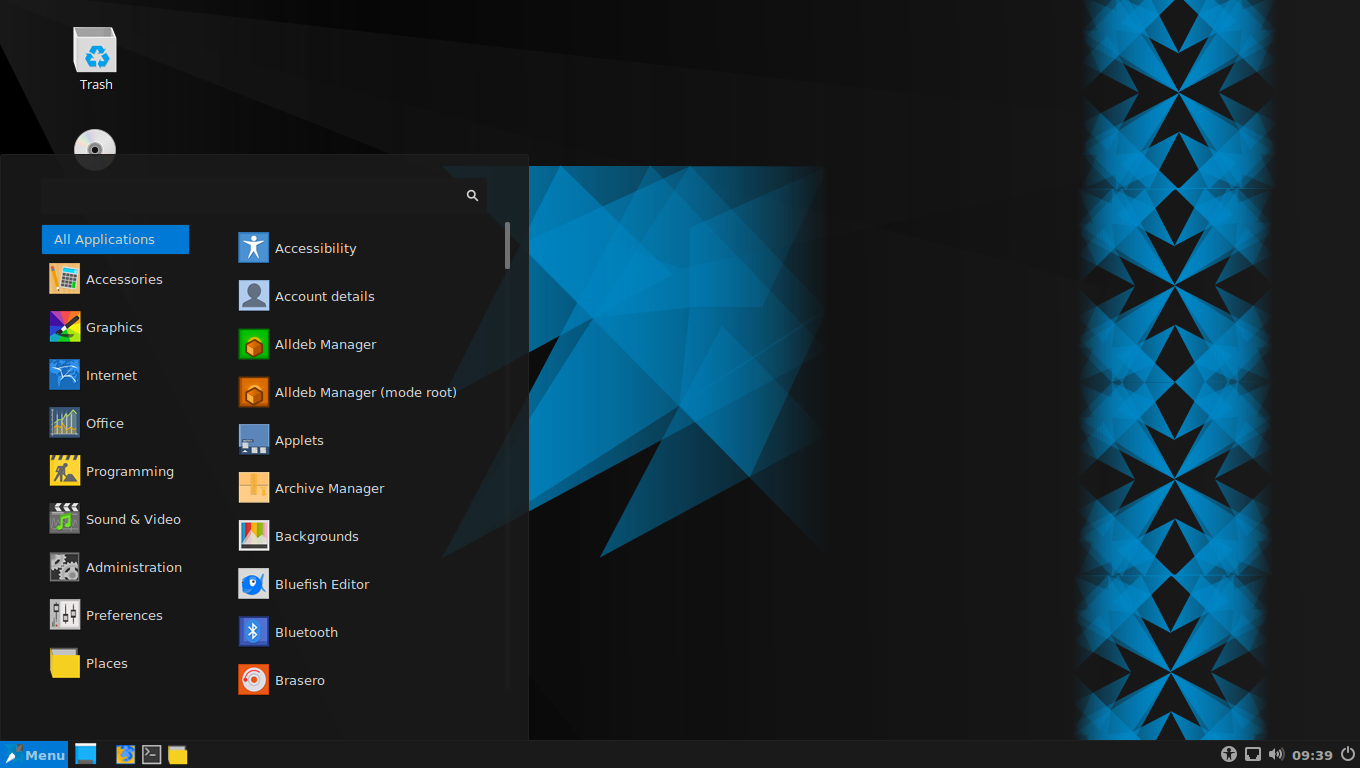 Trash
All Applications
Accessories
Graphics
Internet
Office
Programming
Sound & Video
Administration
Preferences
Places
Accessibility
Account details
Alldeb Manager
Alldeb Manager (mode root)
Applets
Archive Manager
Backgrounds
Bluefish Editor
Bluetooth
Brasero
Menu
09:39